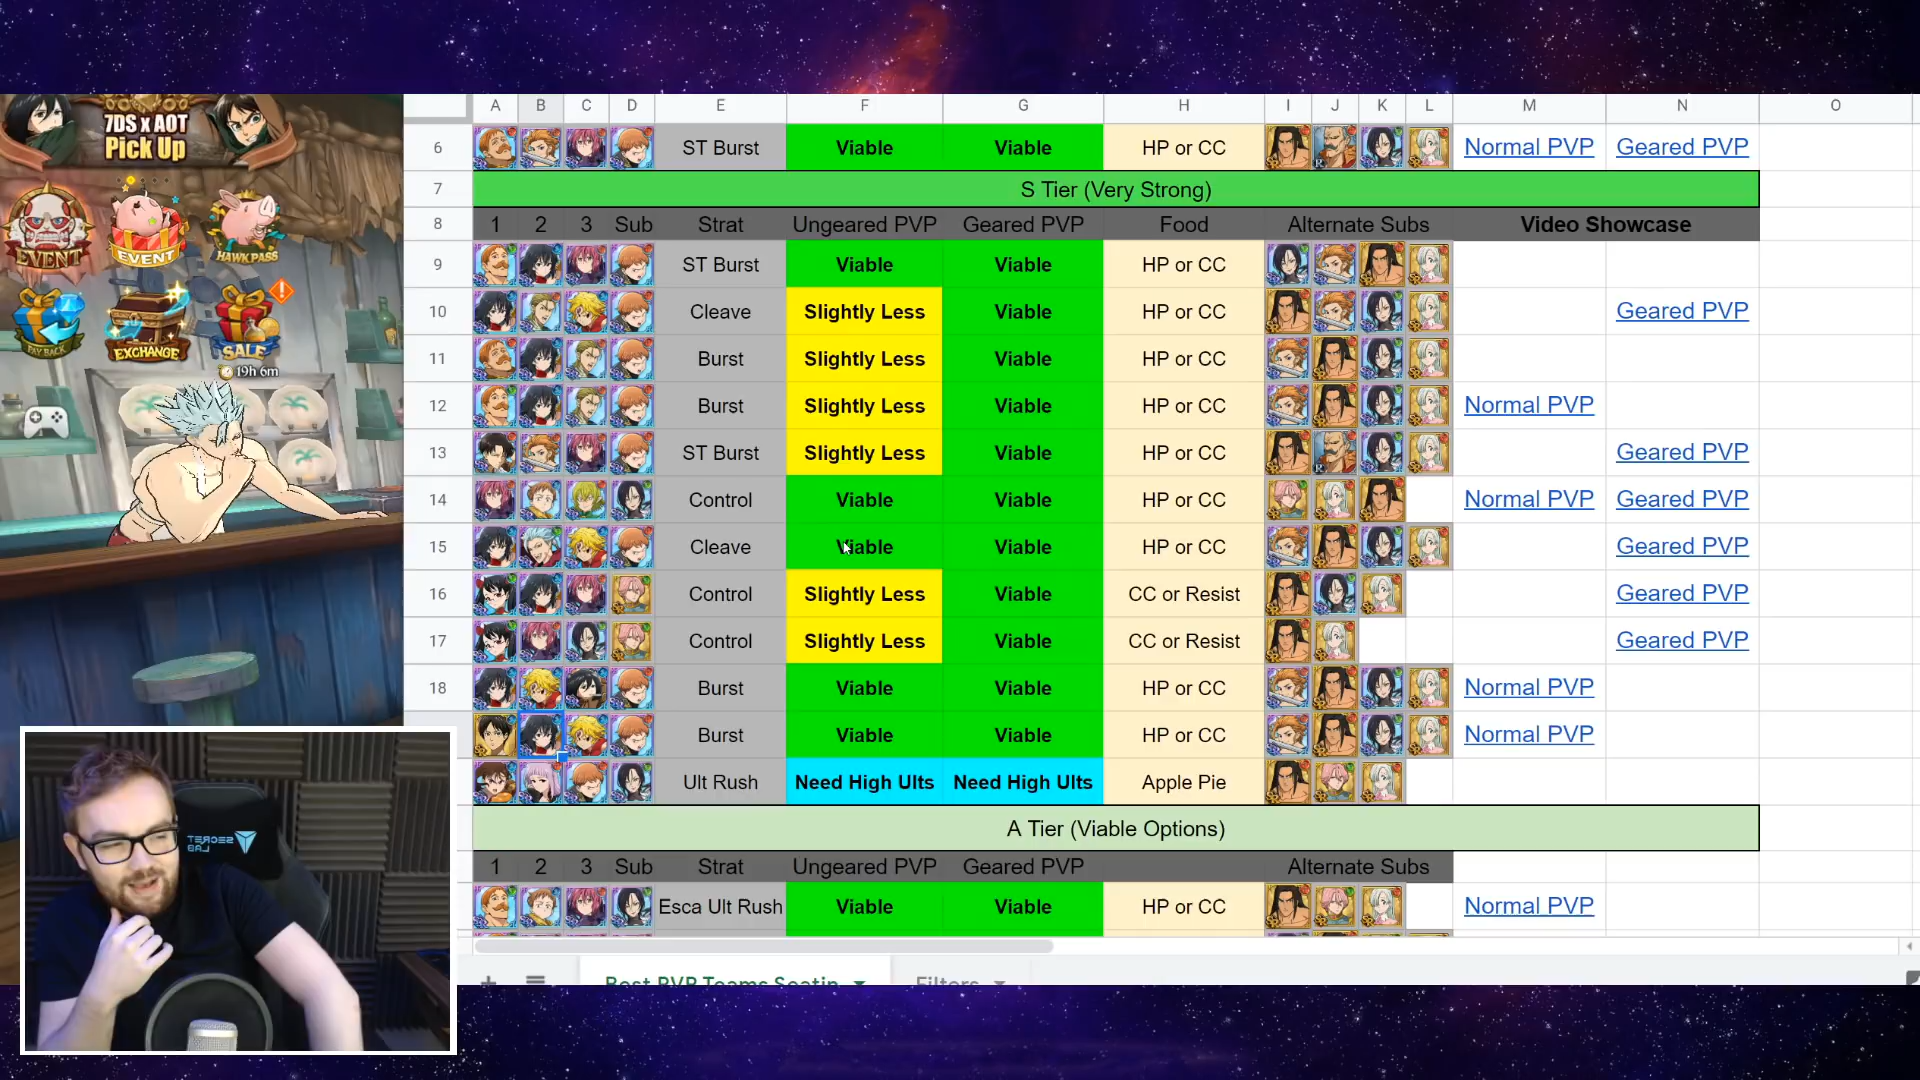 7DS x AOT
Pick Up
EVENT
EVENT
HAWK PASS
PAY BACK
EXCHANGE
SALE
19h 6m
A B C D E F G H I J K L M N O
6 ST Burst Viable Viable HP or CC Normal PVP Geared PVP
7 S Tier (Very Strong)
8 1 2 3 Sub Strat Ungeared PVP Geared PVP Food Alternate Subs Video Showcase
9 ST Burst Viable Viable HP or CC
10 Cleave Slightly Less Viable HP or CC Geared PVP
11 Burst Slightly Less Viable HP or CC
12 Burst Slightly Less Viable HP or CC Normal PVP
13 ST Burst Slightly Less Viable HP or CC Geared PVP
14 Control Viable Viable HP or CC Normal PVP Geared PVP
15 Cleave Viable Viable HP or CC Geared PVP
16 Control Slightly Less Viable CC or Resist Geared PVP
17 Control Slightly Less Viable CC or Resist Geared PVP
18 Burst Viable Viable HP or CC Normal PVP
Burst Viable Viable HP or CC Normal PVP
Ult Rush Need High Ults Need High Ults Apple Pie
A Tier (Viable Options)
1 2 3 Sub Strat Ungeared PVP Geared PVP Alternate Subs
Esca Ult Rush Viable Viable HP or CC Normal PVP
Best PVP Teams Seatin
Filters
SECRET
LAB